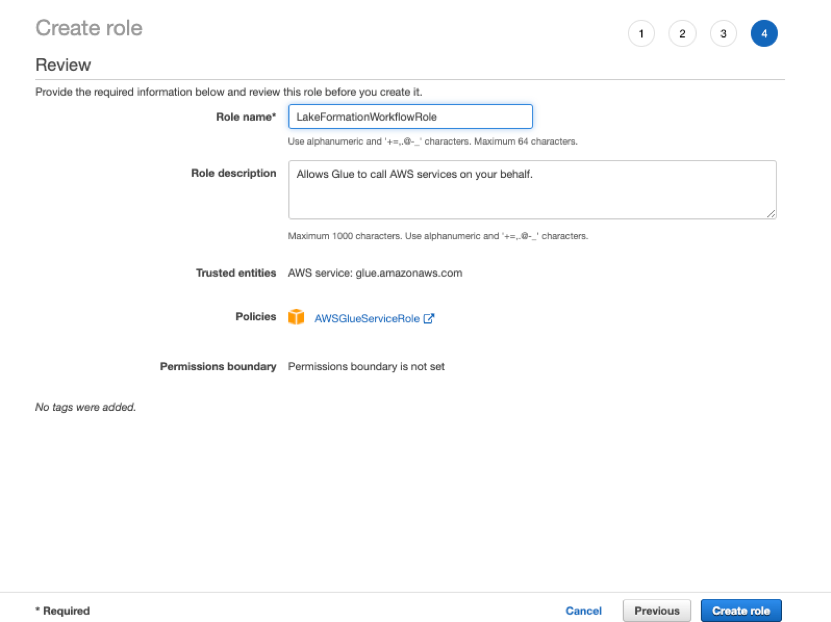 Create role
1 2 3 4
Review
Provide the required information below and review this role before you create it.
Role name* LakeFormationWorkflowRole
Use alphanumeric and '+=,.@-_' characters. Maximum 64 characters.
Role description Allows Glue to call AWS services on your behalf.
Maximum 1000 characters. Use alphanumeric and '+=,.@-_' characters.
Trusted entities AWS service: glue.amazonaws.com
Policies AWSGlueServiceRole
Permissions boundary Permissions boundary is not set
No tags were added.
* Required Cancel Previous Create role